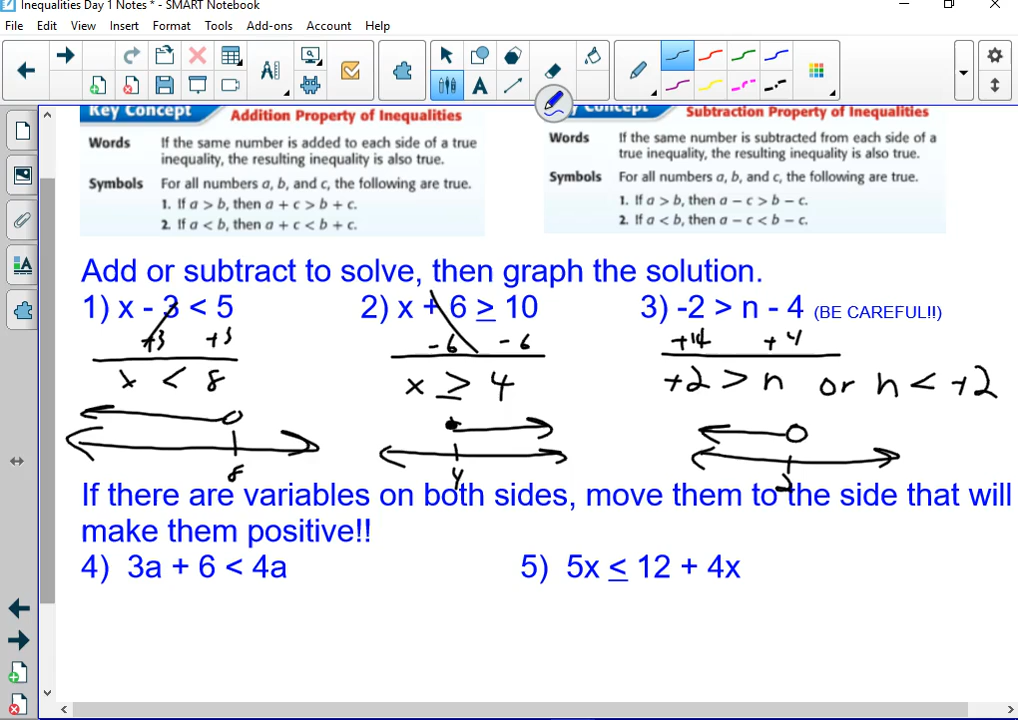 Inequalities Day 1 Notes * - SMART Notebook
File Edit View Insert Format Tools Add-ons Account Help
Key Concept Addition Property of Inequalities
Words If the same number is added to each side of a true
inequality, the resulting inequality is also true.
Symbols For all numbers a, b, and c, the following are true.
1. If a > b, then a + c > b + c.
2. If a < b, then a + c < b + c.
Key Concept Subtraction Property of Inequalities
Words If the same number is subtracted from each side of a
true inequality, the resulting inequality is also true.
Symbols For all numbers a, b, and c, the following are true.
1. If a > b, then a − c > b − c.
2. If a < b, then a − c < b − c.
Add or subtract to solve, then graph the solution.
1) x - 3 < 5 2) x + 6 ≥ 10 3) -2 > n - 4 (BE CAREFUL!!)
+3 +3 -6 -6 +4 +4
x < 8 x ≥ 4 +2 > n or n < +2
8 4 2
If there are variables on both sides, move them to the side that will
make them positive!!
4) 3a + 6 < 4a 5) 5x ≤ 12 + 4x